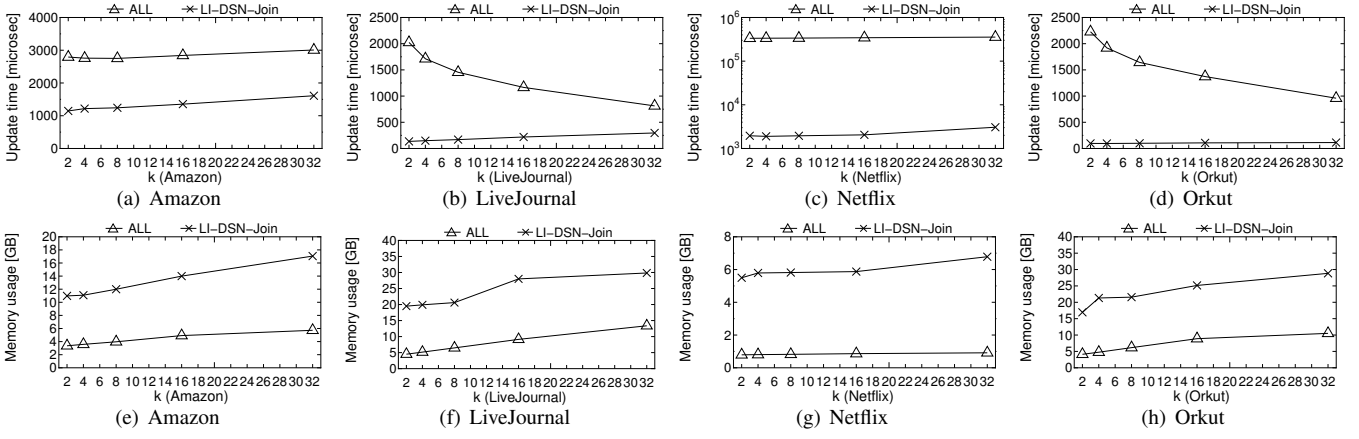 ALL LI-DSN-Join
Update time [microsec]
4000
3000
2000
1000
0
2 4 6 8 10 12 14 16 18 20 22 24 26 28 30 32
k (Amazon)
(a) Amazon
ALL LI-DSN-Join
Update time [microsec]
2500
2000
1500
1000
500
0
2 4 6 8 10 12 14 16 18 20 22 24 26 28 30 32
k (LiveJournal)
(b) LiveJournal
ALL LI-DSN-Join
Update time [microsec]
10^6
10^5
10^4
10^3
2 4 6 8 10 12 14 16 18 20 22 24 26 28 30 32
k (Netflix)
(c) Netflix
ALL LI-DSN-Join
Update time [microsec]
2500
2000
1500
1000
500
0
2 4 6 8 10 12 14 16 18 20 22 24 26 28 30 32
k (Orkut)
(d) Orkut
ALL LI-DSN-Join
Memory usage [GB]
20
18
16
14
12
10
8
6
4
2
0
2 4 6 8 10 12 14 16 18 20 22 24 26 28 30 32
k (Amazon)
(e) Amazon
ALL LI-DSN-Join
Memory usage [GB]
40
35
30
25
20
15
10
5
0
2 4 6 8 10 12 14 16 18 20 22 24 26 28 30 32
k (LiveJournal)
(f) LiveJournal
ALL LI-DSN-Join
Memory usage [GB]
8
6
4
2
0
2 4 6 8 10 12 14 16 18 20 22 24 26 28 30 32
k (Netflix)
(g) Netflix
ALL LI-DSN-Join
Memory usage [GB]
40
35
30
25
20
15
10
5
0
2 4 6 8 10 12 14 16 18 20 22 24 26 28 30 32
k (Orkut)
(h) Orkut